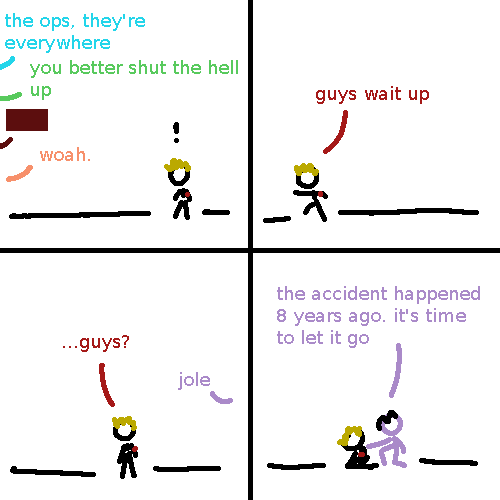 the ops, they're
everywhere
you better shut the hell
up
woah.
!
guys wait up
...guys?
jole
the accident happened
8 years ago. it's time
to let it go